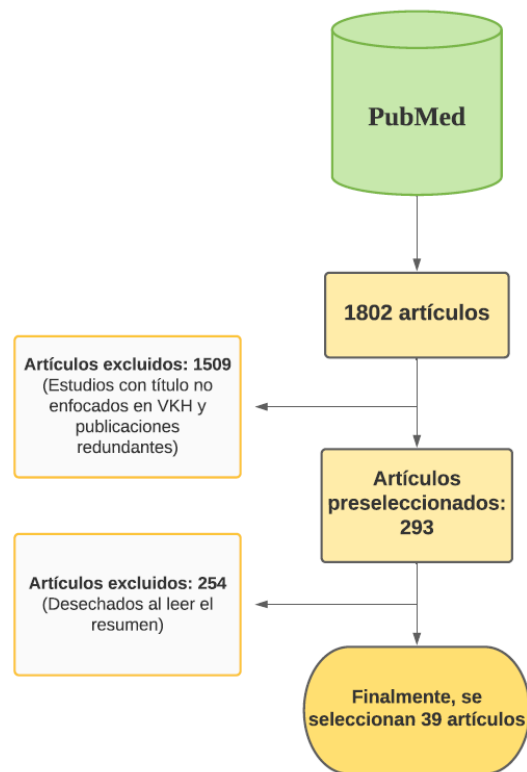 PubMed
1802 artículos
Artículos excluidos: 1509
(Estudios con título no
enfocados en VKH y
publicaciones
redundantes)
Artículos
preseleccionados:
293
Artículos excluidos: 254
(Desechados al leer el
resumen)
Finalmente, se
seleccionan 39 artículos